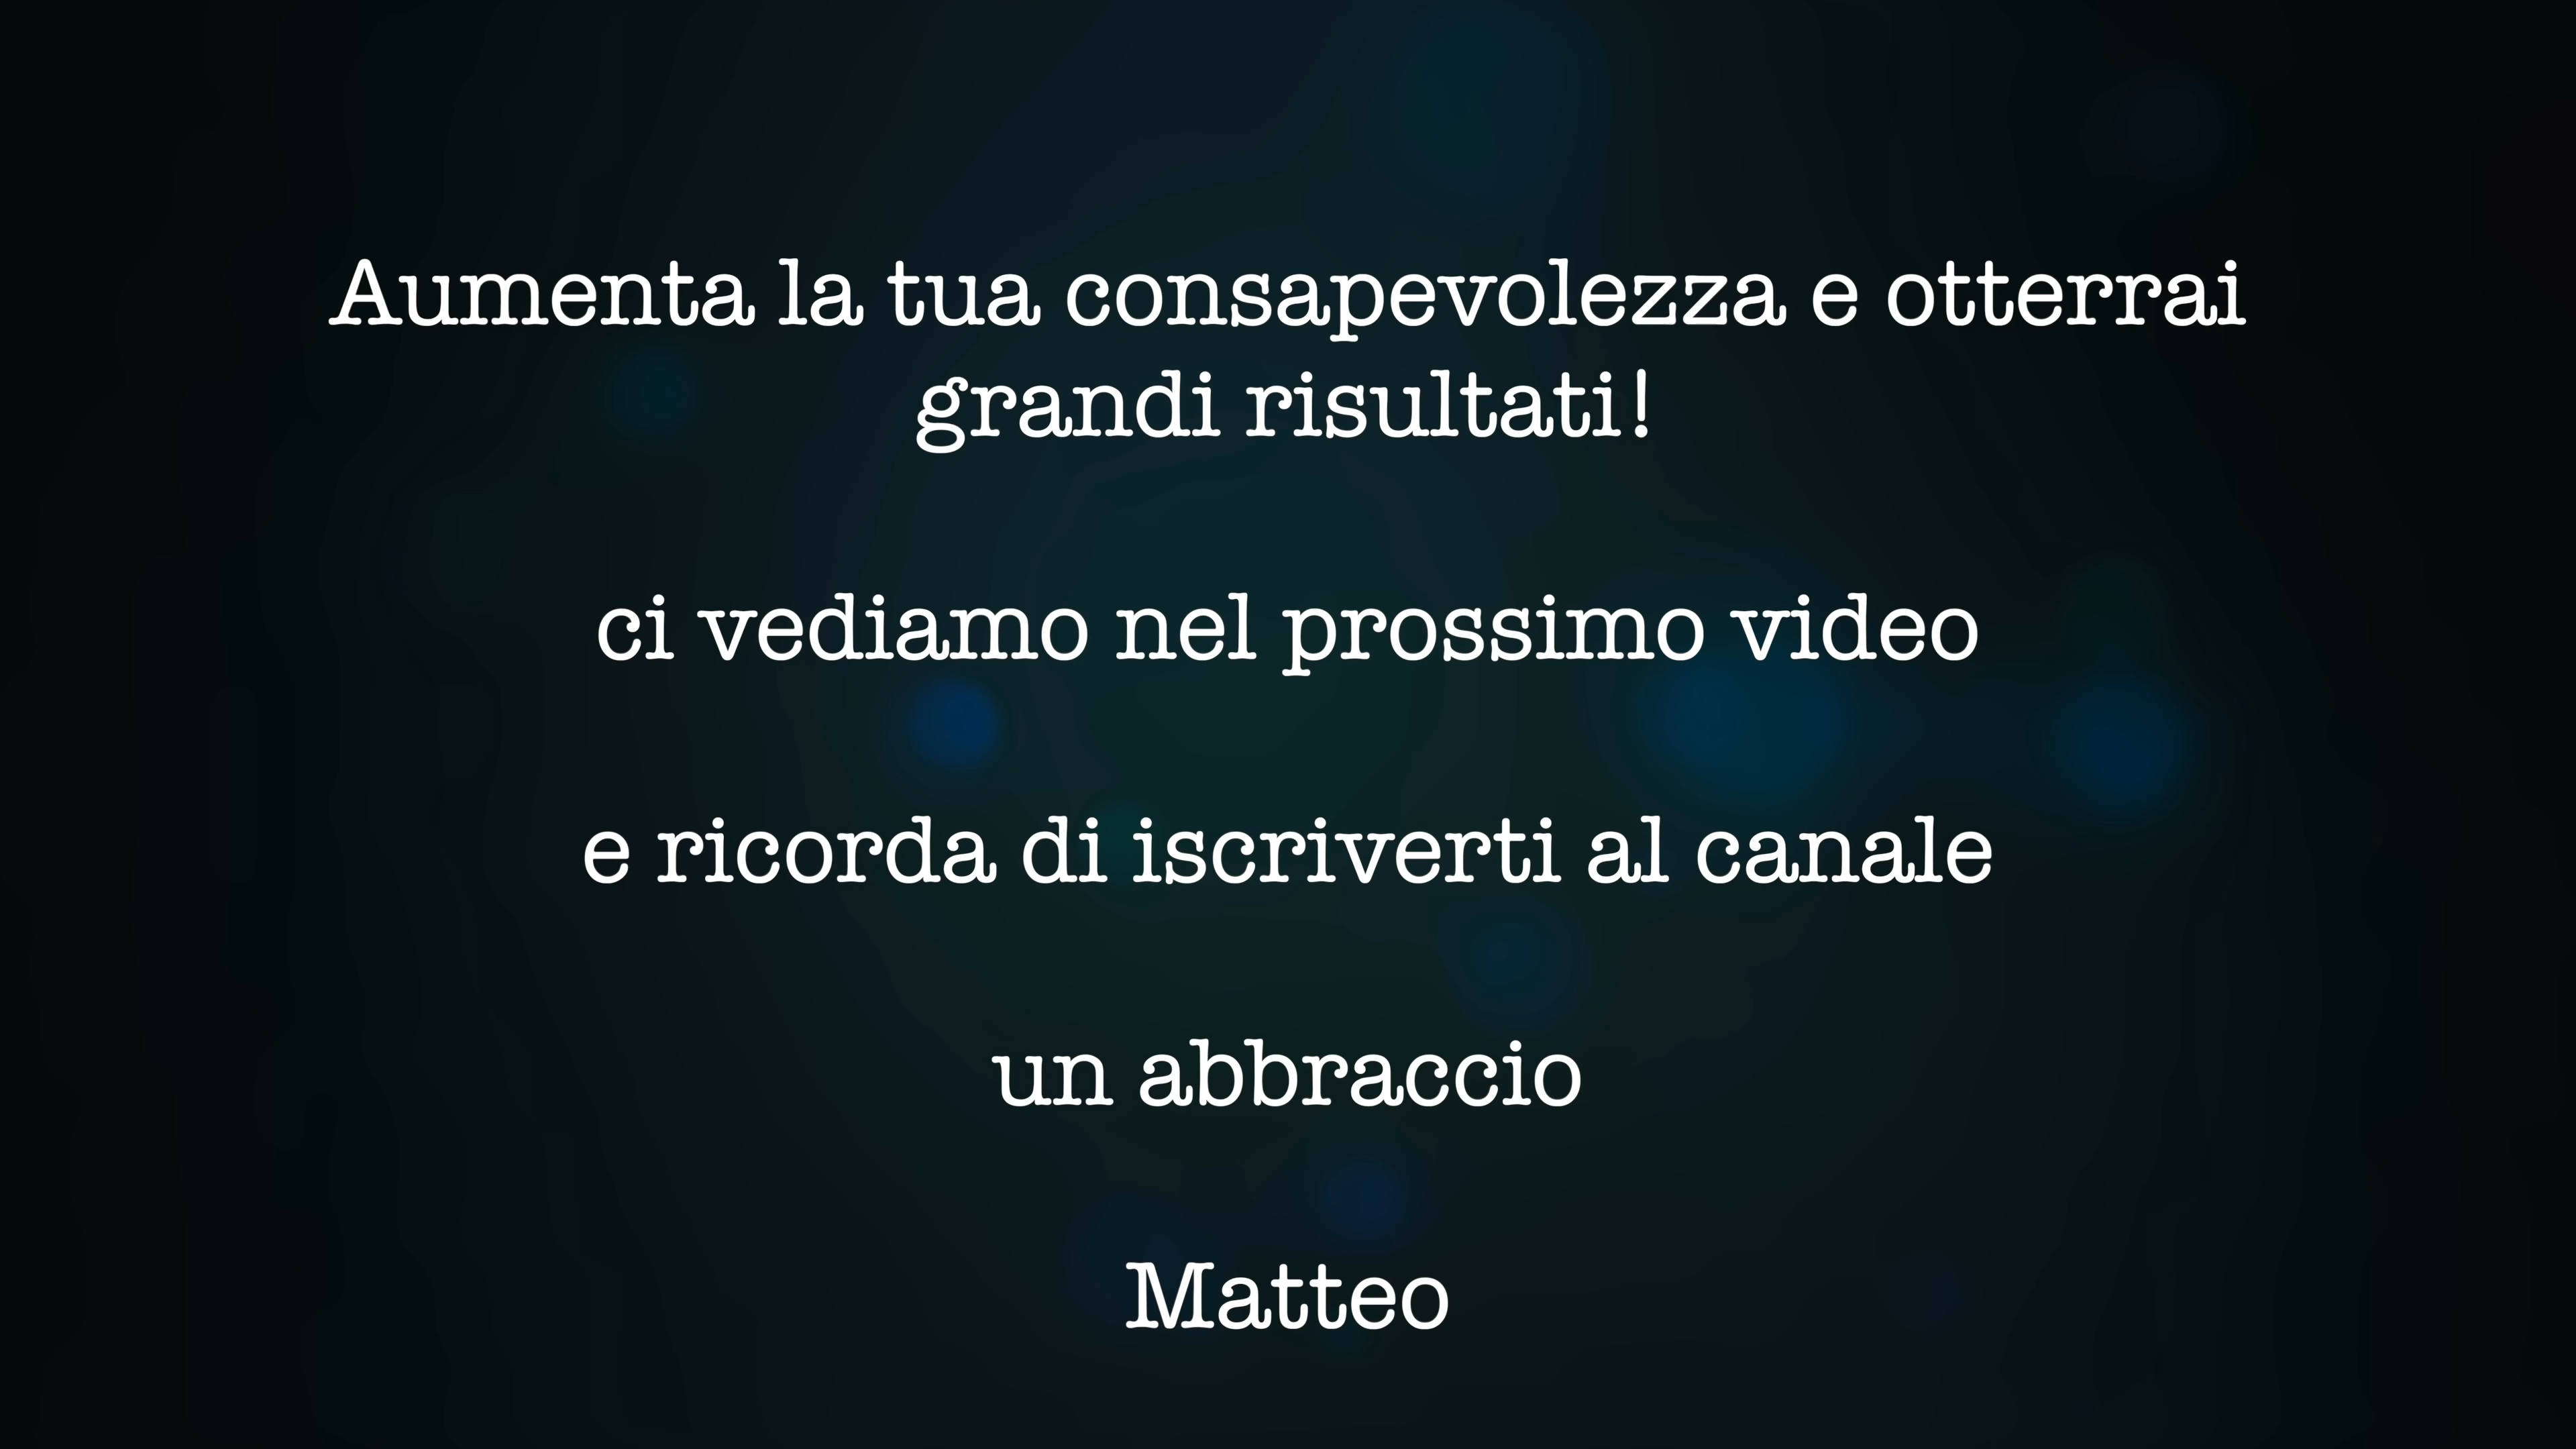 Aumenta la tua consapevolezza e otterrai
grandi risultati!
ci vediamo nel prossimo video
e ricorda di iscriverti al canale
un abbraccio
Matteo